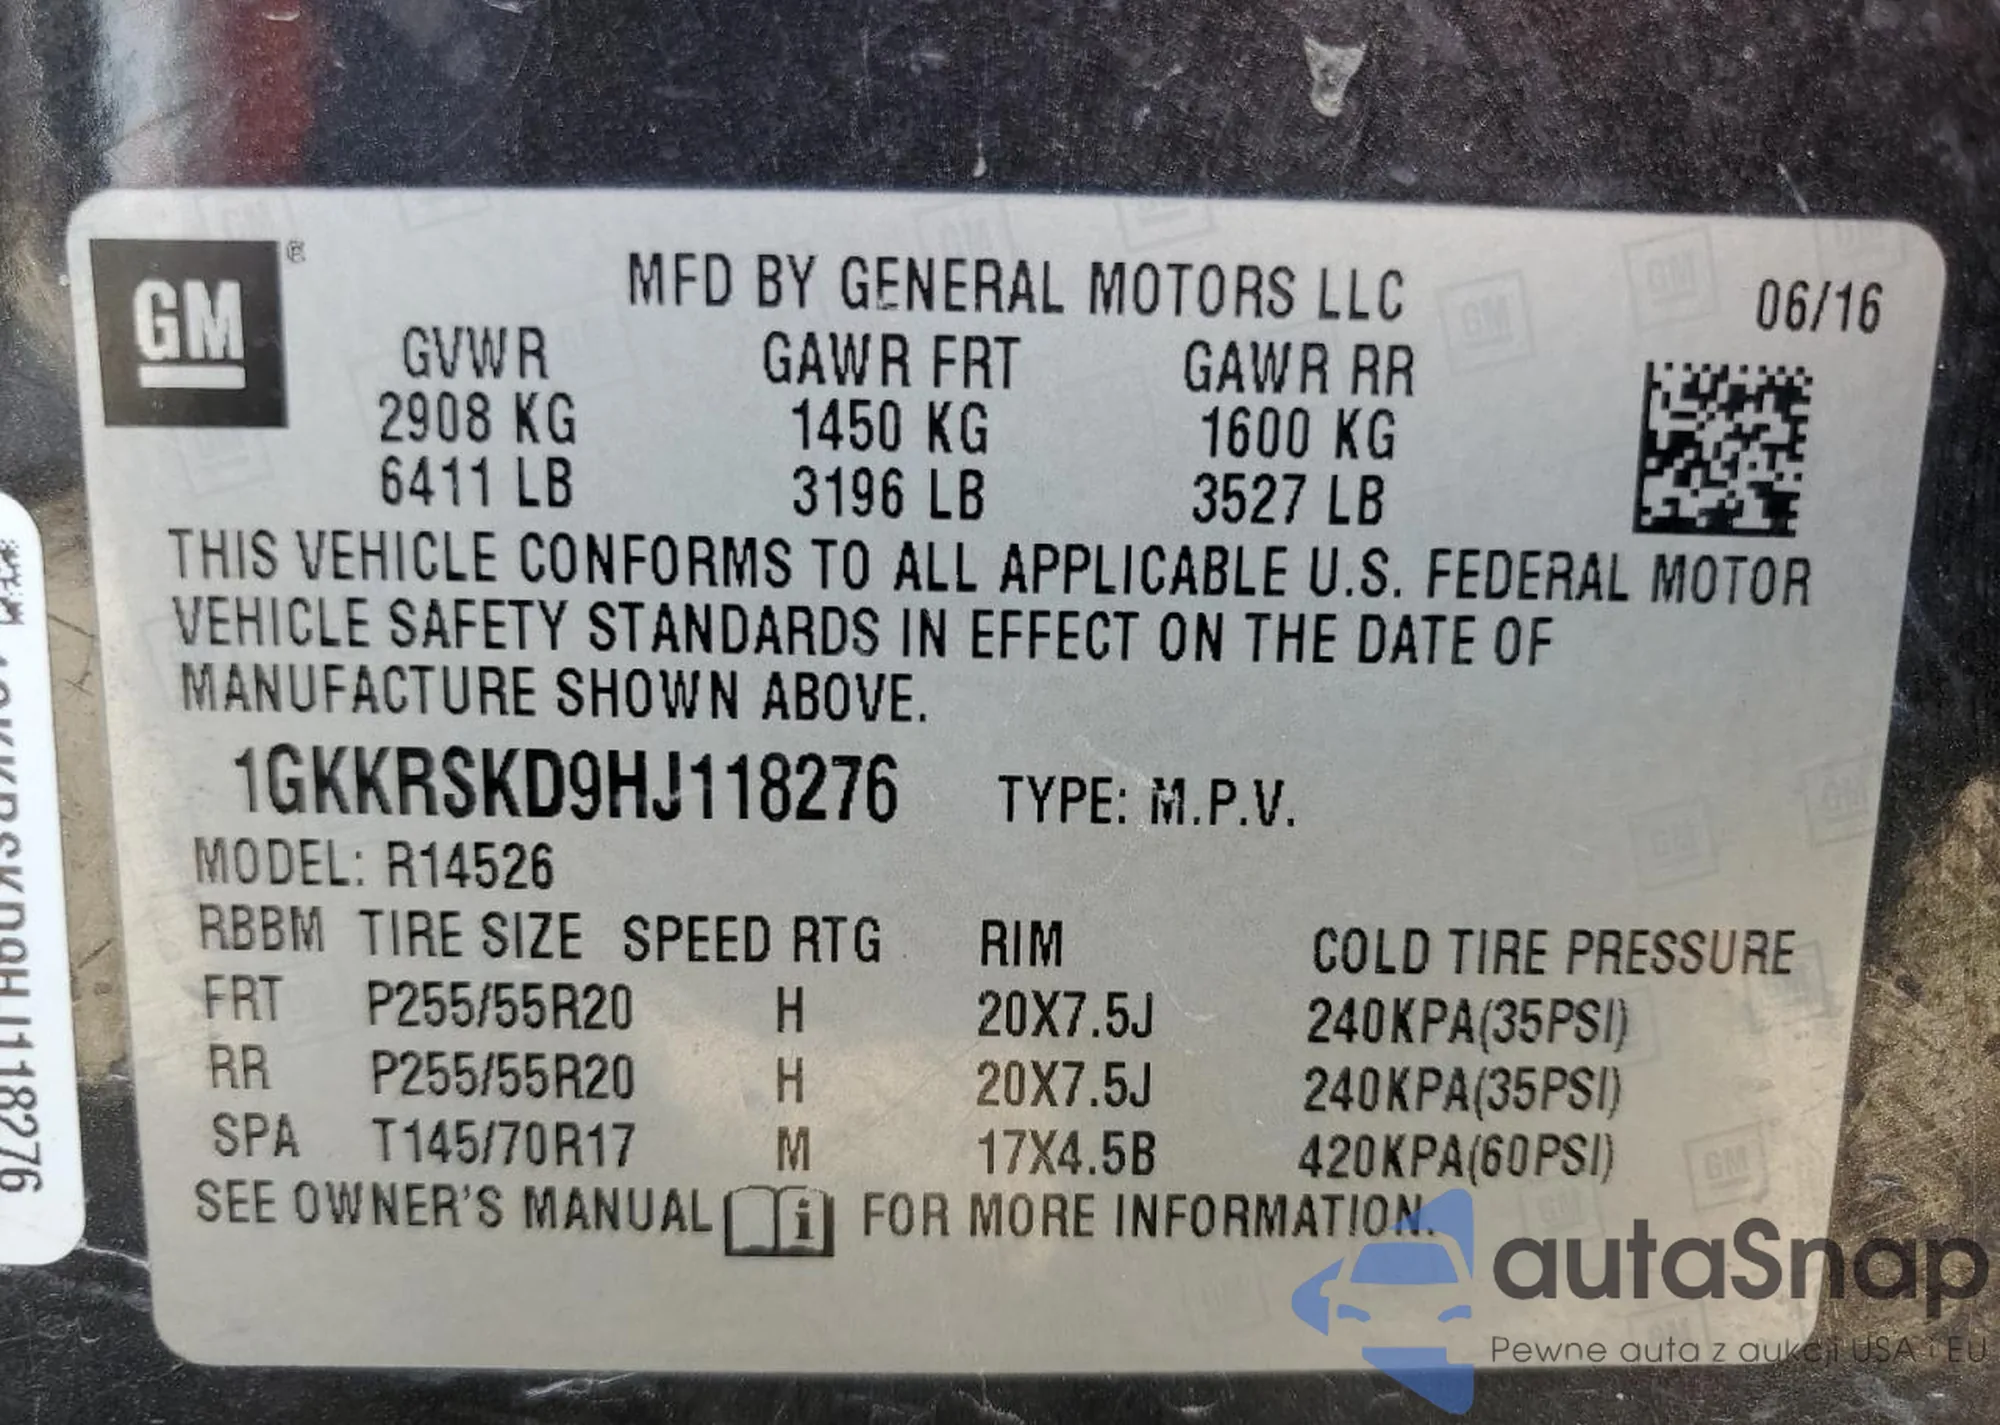 GM ®
MFD BY GENERAL MOTORS LLC 06/16
GVWR GAWR FRT GAWR RR
2908 KG 1450 KG 1600 KG
6411 LB 3196 LB 3527 LB
THIS VEHICLE CONFORMS TO ALL APPLICABLE U.S. FEDERAL MOTOR
VEHICLE SAFETY STANDARDS IN EFFECT ON THE DATE OF
MANUFACTURE SHOWN ABOVE.
1GKKRSKD9HJ118276 TYPE: M.P.V.
MODEL: R14526
RBBM TIRE SIZE SPEED RTG RIM COLD TIRE PRESSURE
FRT P255/55R20 H 20X7.5J 240KPA(35PSI)
RR P255/55R20 H 20X7.5J 240KPA(35PSI)
SPA T145/70R17 M 17X4.5B 420KPA(60PSI)
SEE OWNER'S MANUAL i FOR MORE INFORMATION.
1GKKRSKD9HJ118276
autaSnap
Pewne auta z aukcji USA i EU